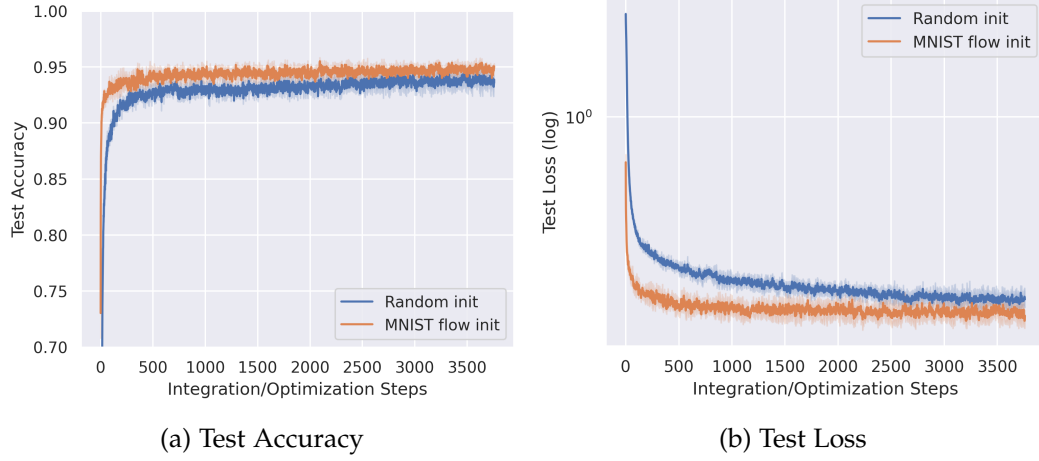 1.00
0.95
0.90
0.85
0.80
0.75
0.70
Test Accuracy
Random init
MNIST flow init
0 500 1000 1500 2000 2500 3000 3500
Integration/Optimization Steps
(a) Test Accuracy
Random init
MNIST flow init
10⁰
Test Loss (log)
0 500 1000 1500 2000 2500 3000 3500
Integration/Optimization Steps
(b) Test Loss